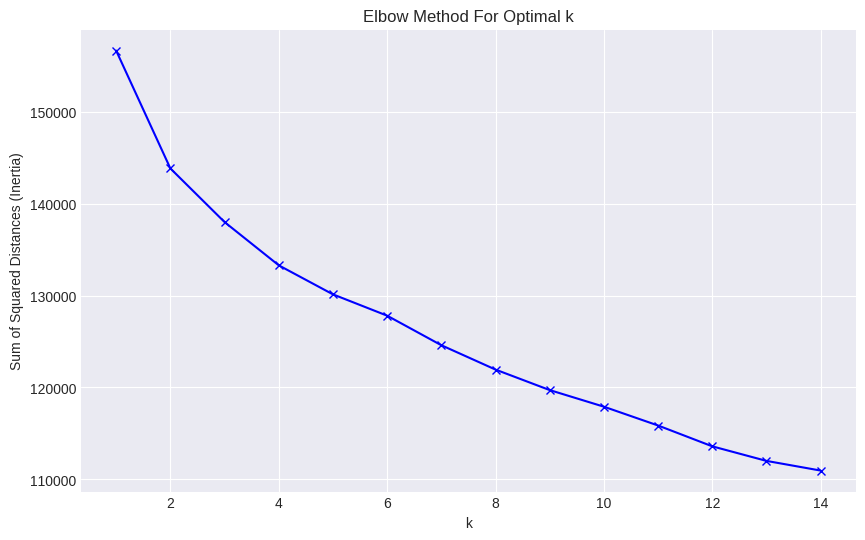 Elbow Method For Optimal k
Sum of Squared Distances (Inertia)
150000
140000
130000
120000
110000
2 4 6 8 10 12 14
k